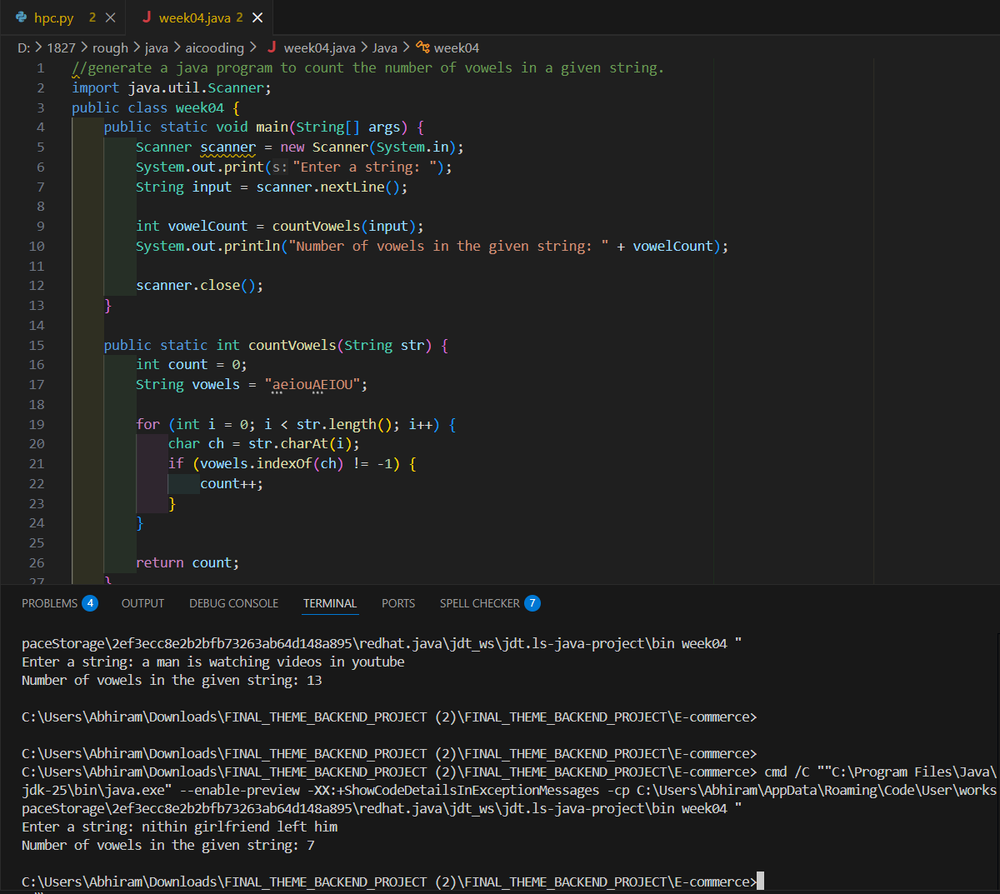 hpc.py 2
week04.java 2
D: > 1827 > rough > java > aicooding > week04.java > Java > week04
1 //generate a java program to count the number of vowels in a given string.
2 import java.util.Scanner;
3 public class week04 {
4 public static void main(String[] args) {
5 Scanner scanner = new Scanner(System.in);
6 System.out.print(s: "Enter a string: ");
7 String input = scanner.nextLine();
8
9 int vowelCount = countVowels(input);
10 System.out.println("Number of vowels in the given string: " + vowelCount);
11
12 scanner.close();
13 }
14
15 public static int countVowels(String str) {
16 int count = 0;
17 String vowels = "aeiouAEIOU";
18
19 for (int i = 0; i < str.length(); i++) {
20 char ch = str.charAt(i);
21 if (vowels.indexOf(ch) != -1) {
22 count++;
23 }
24 }
25
26 return count;
27 }
PROBLEMS 4 OUTPUT DEBUG CONSOLE TERMINAL PORTS SPELL CHECKER 7
paceStorage\2ef3ecc8e2b2bfb73263ab64d148a895\redhat.java\jdt_ws\jdt.ls-java-project\bin week04 "
Enter a string: a man is watching videos in youtube
Number of vowels in the given string: 13
C:\Users\Abhiram\Downloads\FINAL_THEME_BACKEND_PROJECT (2)\FINAL_THEME_BACKEND_PROJECT\E-commerce>
C:\Users\Abhiram\Downloads\FINAL_THEME_BACKEND_PROJECT (2)\FINAL_THEME_BACKEND_PROJECT\E-commerce>
C:\Users\Abhiram\Downloads\FINAL_THEME_BACKEND_PROJECT (2)\FINAL_THEME_BACKEND_PROJECT\E-commerce> cmd /C ""C:\Program Files\Java\
jdk-25\bin\java.exe" --enable-preview -XX:+ShowCodeDetailsInExceptionMessages -cp C:\Users\Abhiram\AppData\Roaming\Code\User\works
paceStorage\2ef3ecc8e2b2bfb73263ab64d148a895\redhat.java\jdt_ws\jdt.ls-java-project\bin week04 "
Enter a string: nithin girlfriend left him
Number of vowels in the given string: 7
C:\Users\Abhiram\Downloads\FINAL_THEME_BACKEND_PROJECT (2)\FINAL_THEME_BACKEND_PROJECT\E-commerce>